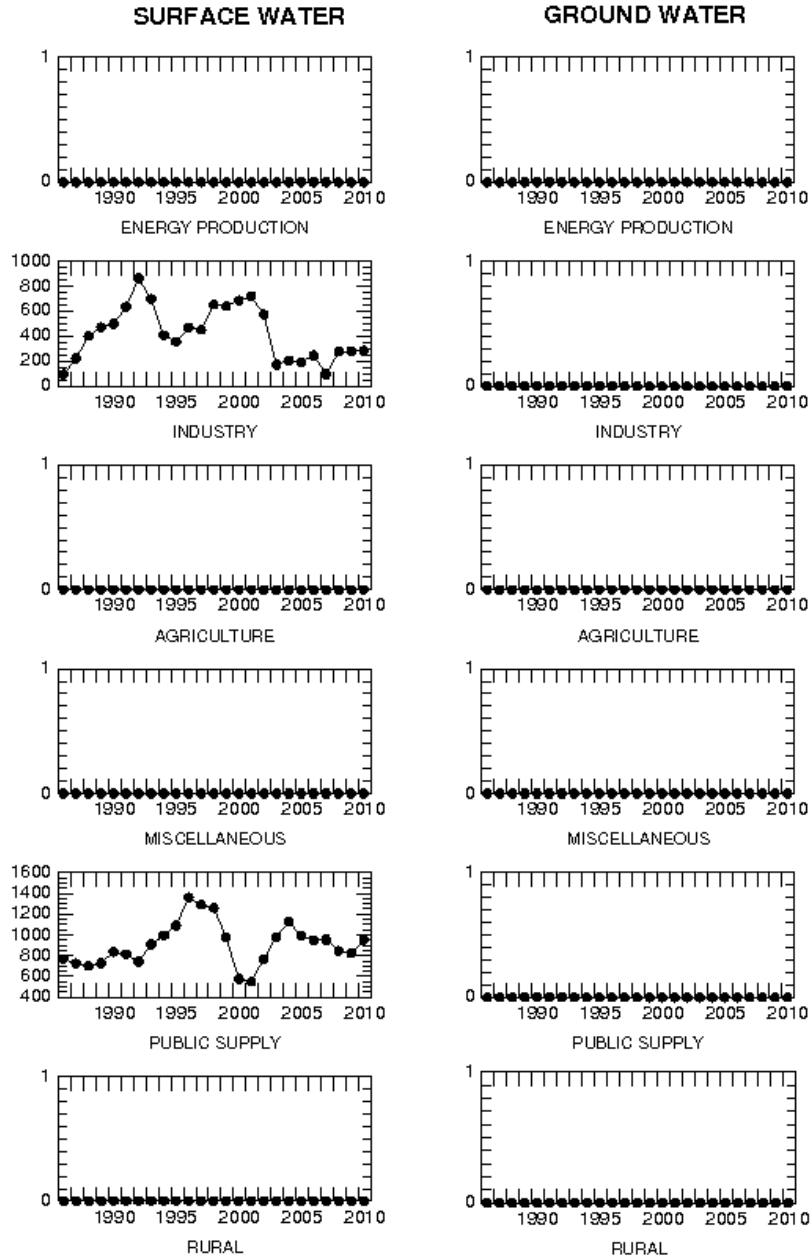 SURFACE WATER GROUND WATER
1 1
0 0
1990 1995 2000 2005 2010 1990 1995 2000 2005 2010
ENERGY PRODUCTION ENERGY PRODUCTION
1000 1
800
600
400
200
0 0
1990 1995 2000 2005 2010 1990 1995 2000 2005 2010
INDUSTRY INDUSTRY
1 1
0 0
1990 1995 2000 2005 2010 1990 1995 2000 2005 2010
AGRICULTURE AGRICULTURE
1 1
0 0
1990 1995 2000 2005 2010 1990 1995 2000 2005 2010
MISCELLANEOUS MISCELLANEOUS
1600 1
1400
1200
1000
800
600
400 0
1990 1995 2000 2005 2010 1990 1995 2000 2005 2010
PUBLIC SUPPLY PUBLIC SUPPLY
1 1
0 0
1990 1995 2000 2005 2010 1990 1995 2000 2005 2010
RURAL RURAL